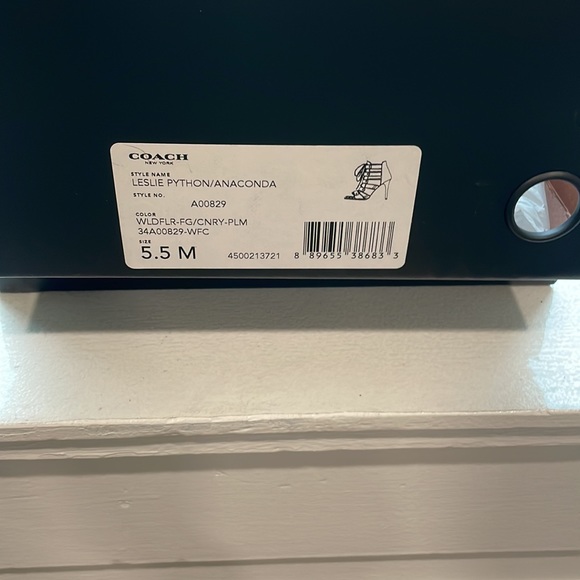 COACH
NEW YORK
STYLE NAME
LESLIE PYTHON/ANACONDA
STYLE NO.
A00829
COLOR
WLDFLR-FG/CNRY-PLM
34A00829-WFC
SIZE
5.5 M
4500213721
8 89655 38683 3